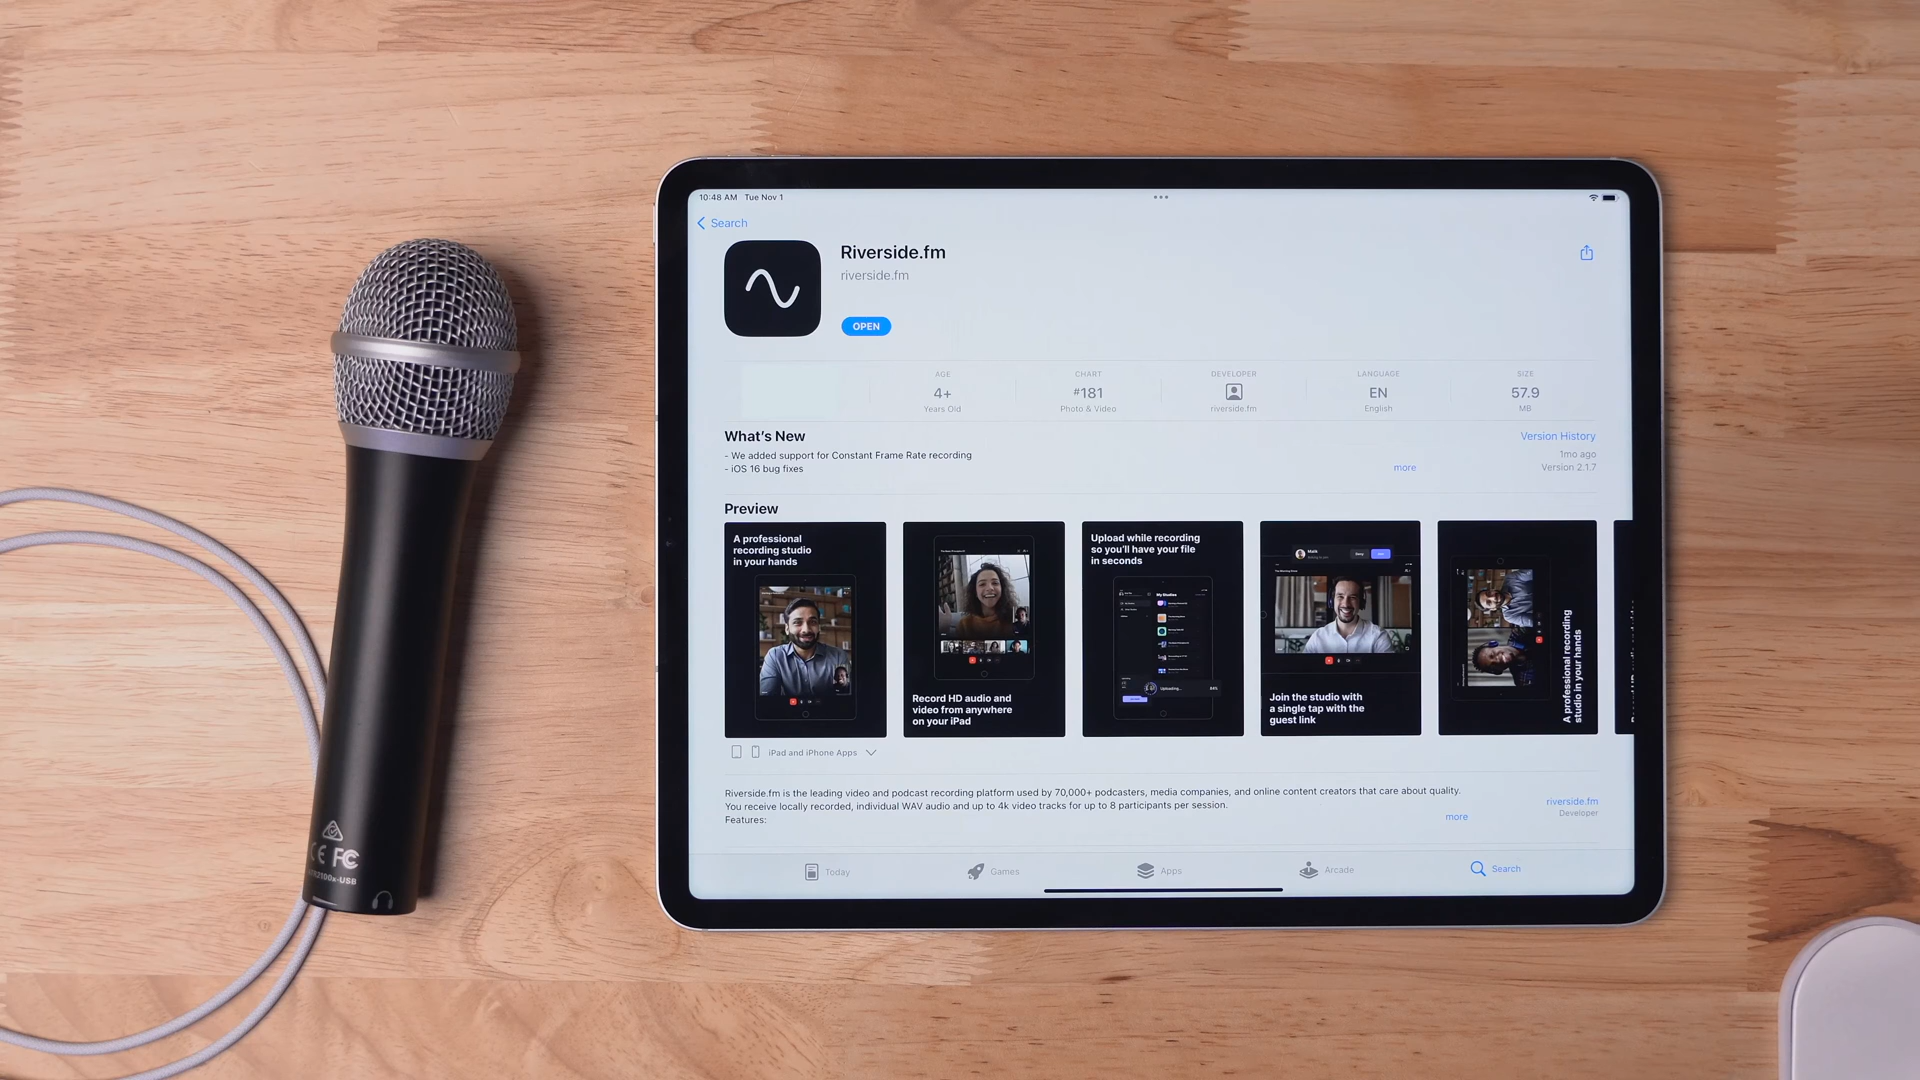 10:48 AM Tue Nov 1
Search
Riverside.fm
riverside.fm
OPEN
AGE
4+
Years Old
CHART
#181
Photo & Video
DEVELOPER
riverside.fm
LANGUAGE
EN
English
SIZE
57.9
MB
What's New
Version History
- We added support for Constant Frame Rate recording
- iOS 16 bug fixes
more
1mo ago
Version 2.1.7
Preview
A professional
recording studio
in your hands
Record HD audio and
video from anywhere
on your iPad
Upload while recording
so you'll have your file
in seconds
My Studios
Uploading...
Malik
Join the studio with
a single tap with the
guest link
A professional recording
studio in your hands
iPad and iPhone Apps
Riverside.fm is the leading video and podcast recording platform used by 70,000+ podcasters, media companies, and online content creators that care about quality.
You receive locally recorded, individual WAV audio and up to 4k video tracks for up to 8 participants per session.
Features:
more
riverside.fm
Developer
Today
Games
Apps
Arcade
Search
CE FC